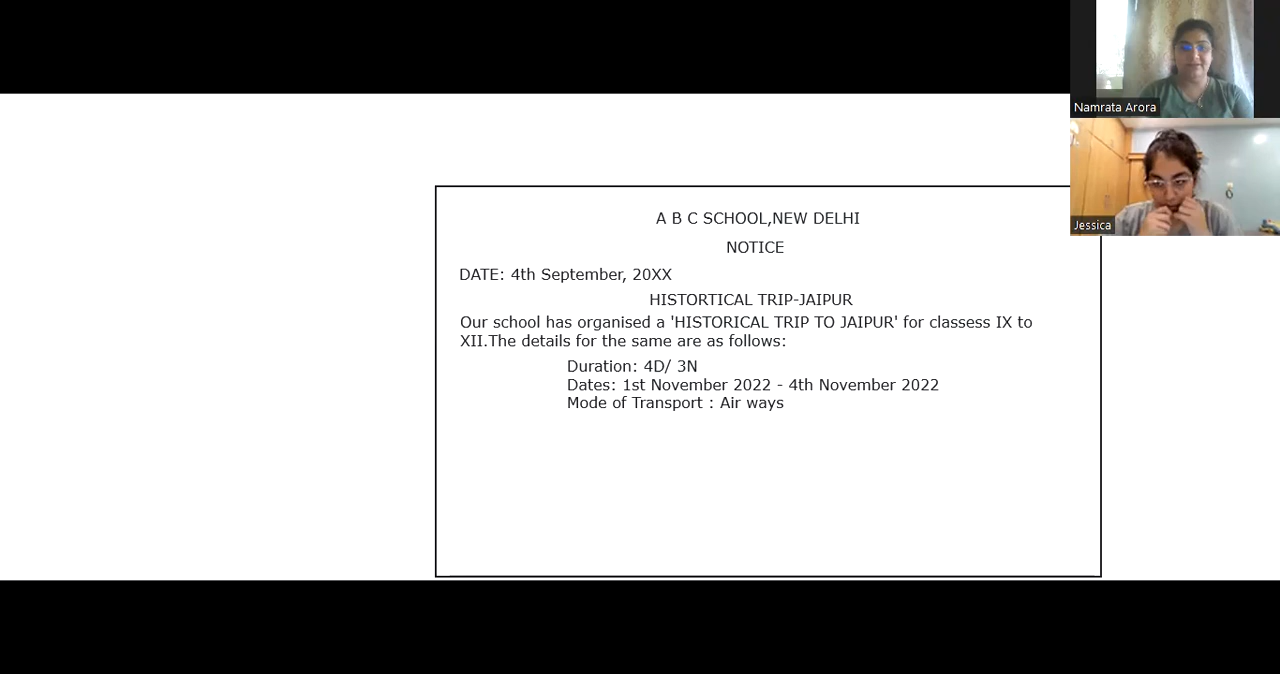 A B C SCHOOL,NEW DELHI
NOTICE
DATE: 4th September, 20XX
HISTORTICAL TRIP-JAIPUR
Our school has organised a 'HISTORICAL TRIP TO JAIPUR' for classess IX to
XII.The details for the same are as follows:
Duration: 4D/ 3N
Dates: 1st November 2022 - 4th November 2022
Mode of Transport : Air ways
Namrata Arora
Jessica